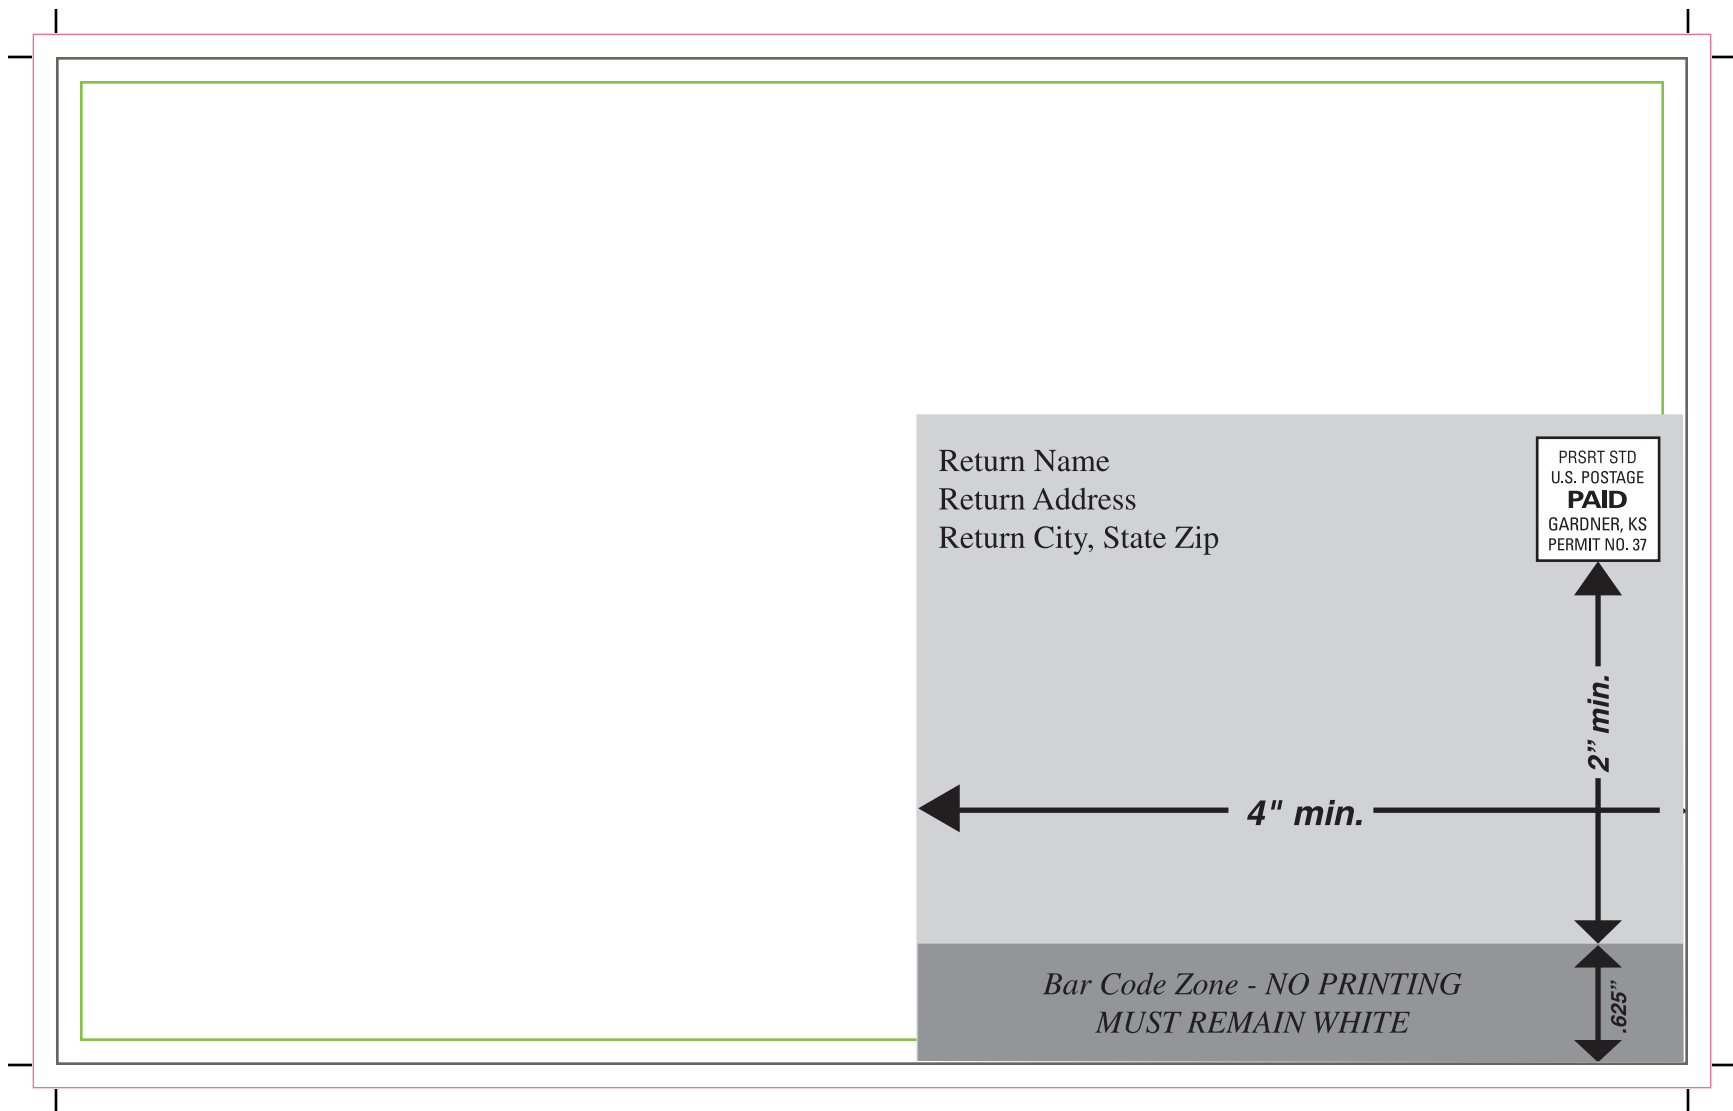 Return Name
Return Address
Return City, State Zip
PRSRT STD
U.S. POSTAGE
PAID
GARDNER, KS
PERMIT NO. 37
2” min.
4" min.
Bar Code Zone - NO PRINTING
MUST REMAIN WHITE
.625”